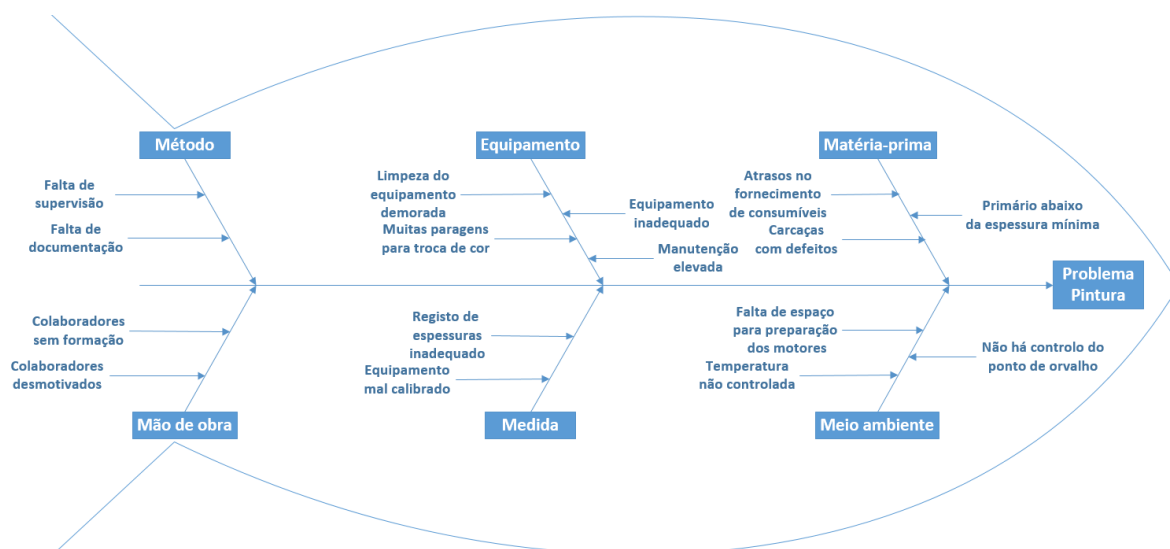 Método
Equipamento
Matéria-prima
Falta de
supervisão
Falta de
documentação
Limpeza do
equipamento
demorada
Muitas paragens
para troca de cor
Equipamento
inadequado
Manutenção
elevada
Atrasos no
fornecimento
de consumíveis
Carcaças
com defeitos
Primário abaixo
da espessura mínima
Problema
Pintura
Colaboradores
sem formação
Colaboradores
desmotivados
Registo de
espessuras
inadequado
Equipamento
mal calibrado
Falta de espaço
para preparação
dos motores
Temperatura
não controlada
Não há controlo do
ponto de orvalho
Mão de obra
Medida
Meio ambiente